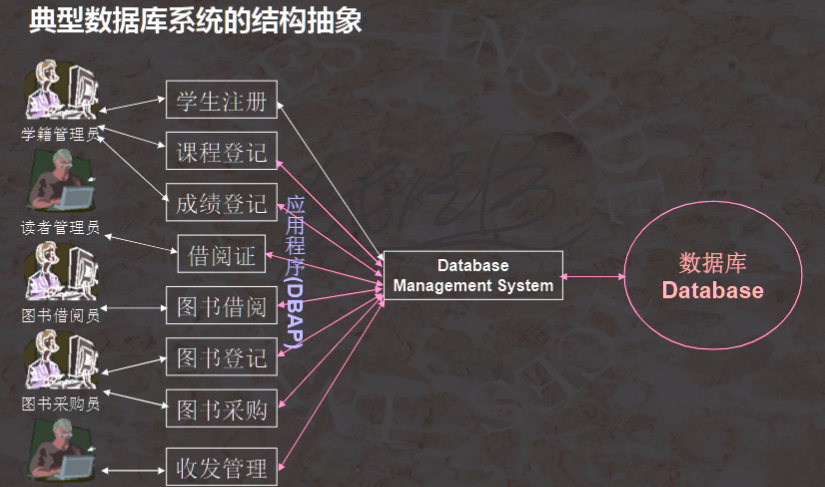 典型数据库系统的结构抽象
学籍管理员
读者管理员
图书借阅员
图书采购员
学生注册
课程登记
成绩登记
借阅证
图书借阅
图书登记
图书采购
收发管理
应用程序(DBAP)
Database
Management System
数据库
Database